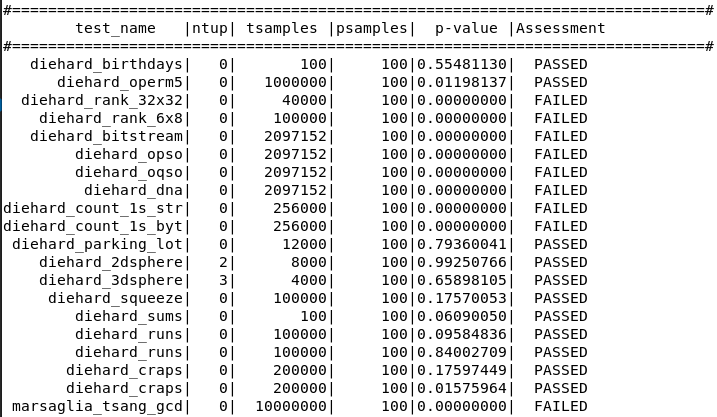 #=============================================================================#
        test_name   |ntup| tsamples |psamples|  p-value |Assessment
#=============================================================================#
   diehard_birthdays|   0|       100|     100|0.55481130|  PASSED
      diehard_operm5|   0|   1000000|     100|0.01198137|  PASSED
  diehard_rank_32x32|   0|     40000|     100|0.00000000|  FAILED
    diehard_rank_6x8|   0|    100000|     100|0.00000000|  FAILED
   diehard_bitstream|   0|   2097152|     100|0.00000000|  FAILED
        diehard_opso|   0|   2097152|     100|0.00000000|  FAILED
        diehard_oqso|   0|   2097152|     100|0.00000000|  FAILED
         diehard_dna|   0|   2097152|     100|0.00000000|  FAILED
diehard_count_1s_str|   0|    256000|     100|0.00000000|  FAILED
diehard_count_1s_byt|   0|    256000|     100|0.00000000|  FAILED
 diehard_parking_lot|   0|     12000|     100|0.79360041|  PASSED
    diehard_2dsphere|   2|      8000|     100|0.99250766|  PASSED
    diehard_3dsphere|   3|      4000|     100|0.65898105|  PASSED
     diehard_squeeze|   0|    100000|     100|0.17570053|  PASSED
        diehard_sums|   0|       100|     100|0.06090050|  PASSED
        diehard_runs|   0|    100000|     100|0.09584836|  PASSED
        diehard_runs|   0|    100000|     100|0.84002709|  PASSED
       diehard_craps|   0|    200000|     100|0.17597449|  PASSED
       diehard_craps|   0|    200000|     100|0.01575964|  PASSED
 marsaglia_tsang_gcd|   0|  10000000|     100|0.00000000|  FAILED